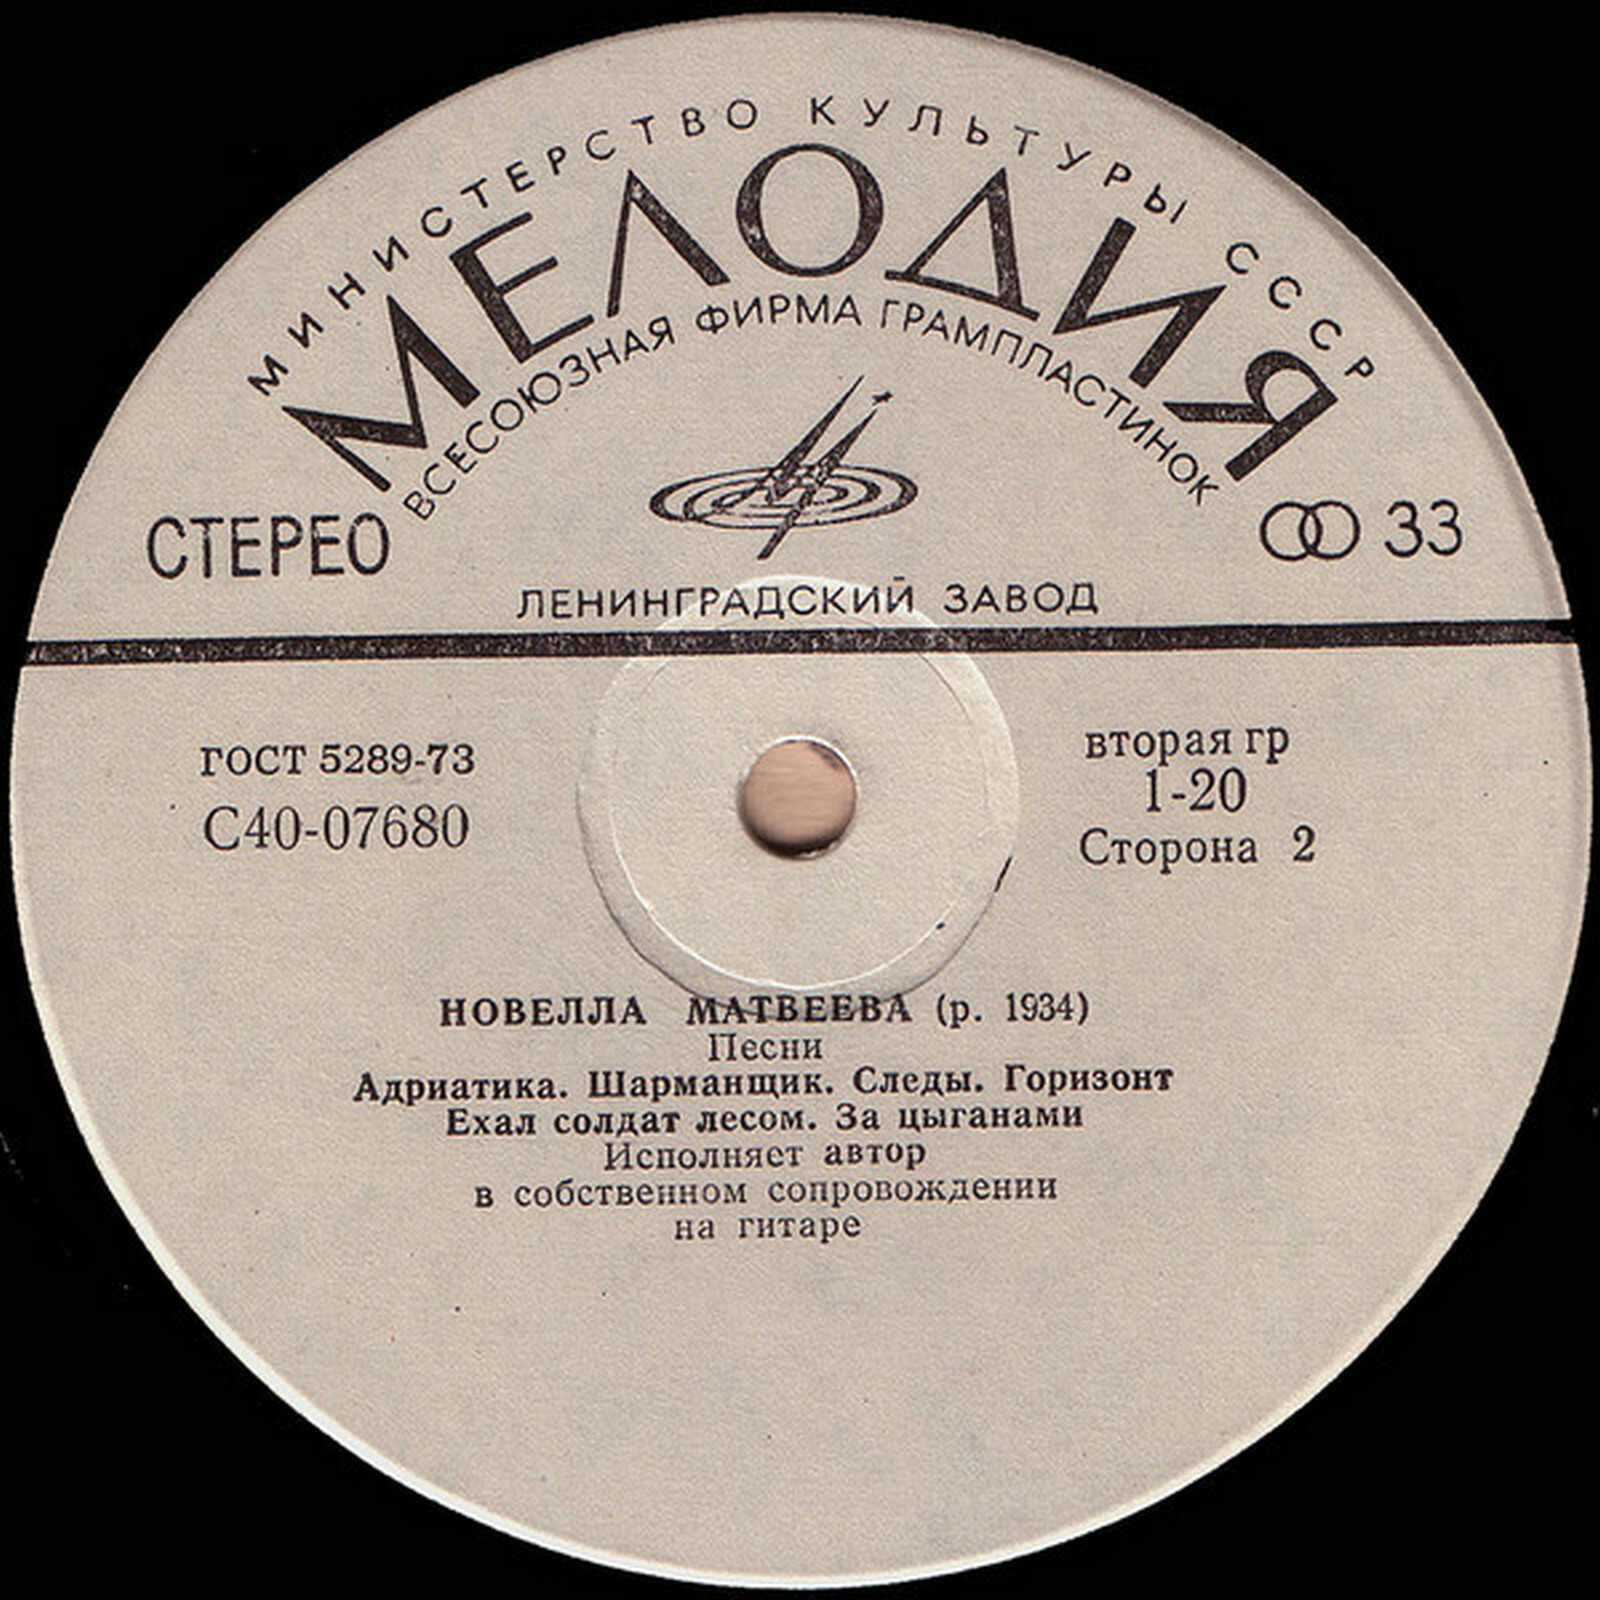 МИНИСТЕРСТВО КУЛЬТУРЫ СССР
МЕЛОДИЯ
ВСЕСОЮЗНАЯ ФИРМА ГРАМПЛАСТИНОК
СТЕРЕО
33
ЛЕНИНГРАДСКИЙ ЗАВОД
ГОСТ 5289-73
С40-07680
вторая гр
1-20
Сторона 2
НОВЕЛЛА МАТВЕЕВА (р. 1934)
Песни
Адриатика. Шарманщик. Следы. Горизонт
Ехал солдат лесом. За цыганами
Исполняет автор
в собственном сопровождении
на гитаре